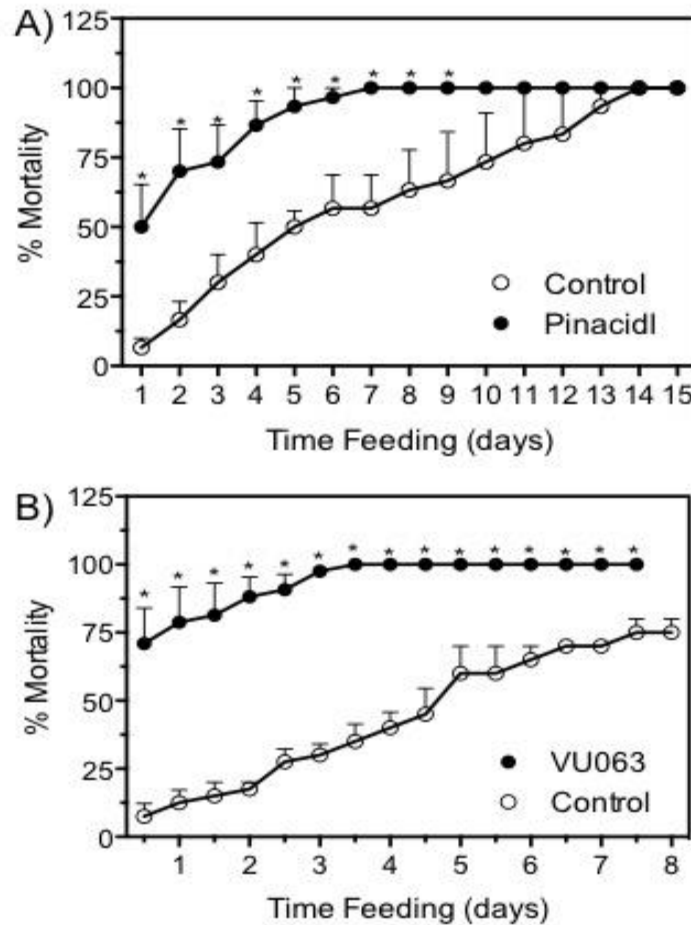 A)
125
100
75
50
25
0
% Mortality
* * * * * * * * *
Control
Pinacidl
1 2 3 4 5 6 7 8 9 10 11 12 13 14 15
Time Feeding (days)
B)
125
100
75
50
25
0
% Mortality
* * * * * * * * * * * * * * *
VU063
Control
1 2 3 4 5 6 7 8
Time Feeding (days)